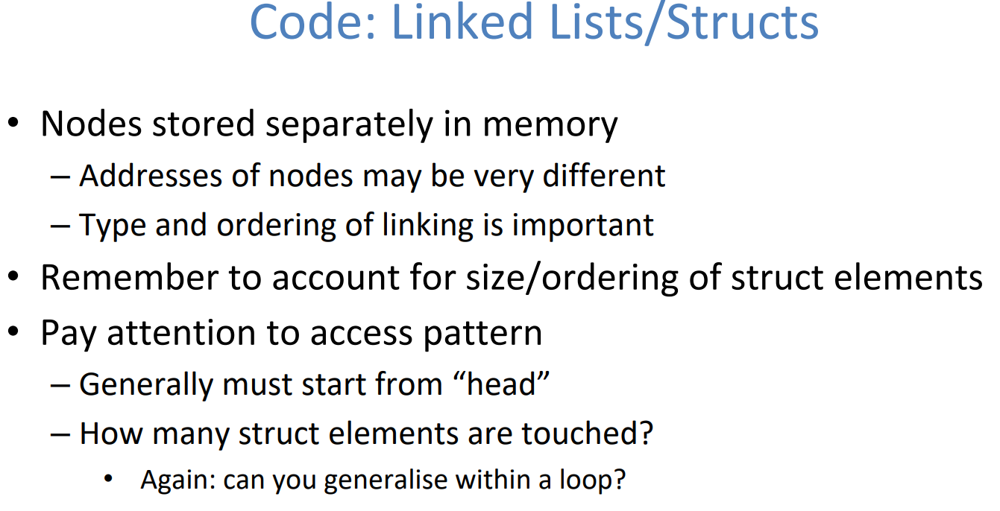 Code: Linked Lists/Structs
• Nodes stored separately in memory
– Addresses of nodes may be very different
– Type and ordering of linking is important
• Remember to account for size/ordering of struct elements
• Pay attention to access pattern
– Generally must start from “head”
– How many struct elements are touched?
• Again: can you generalise within a loop?